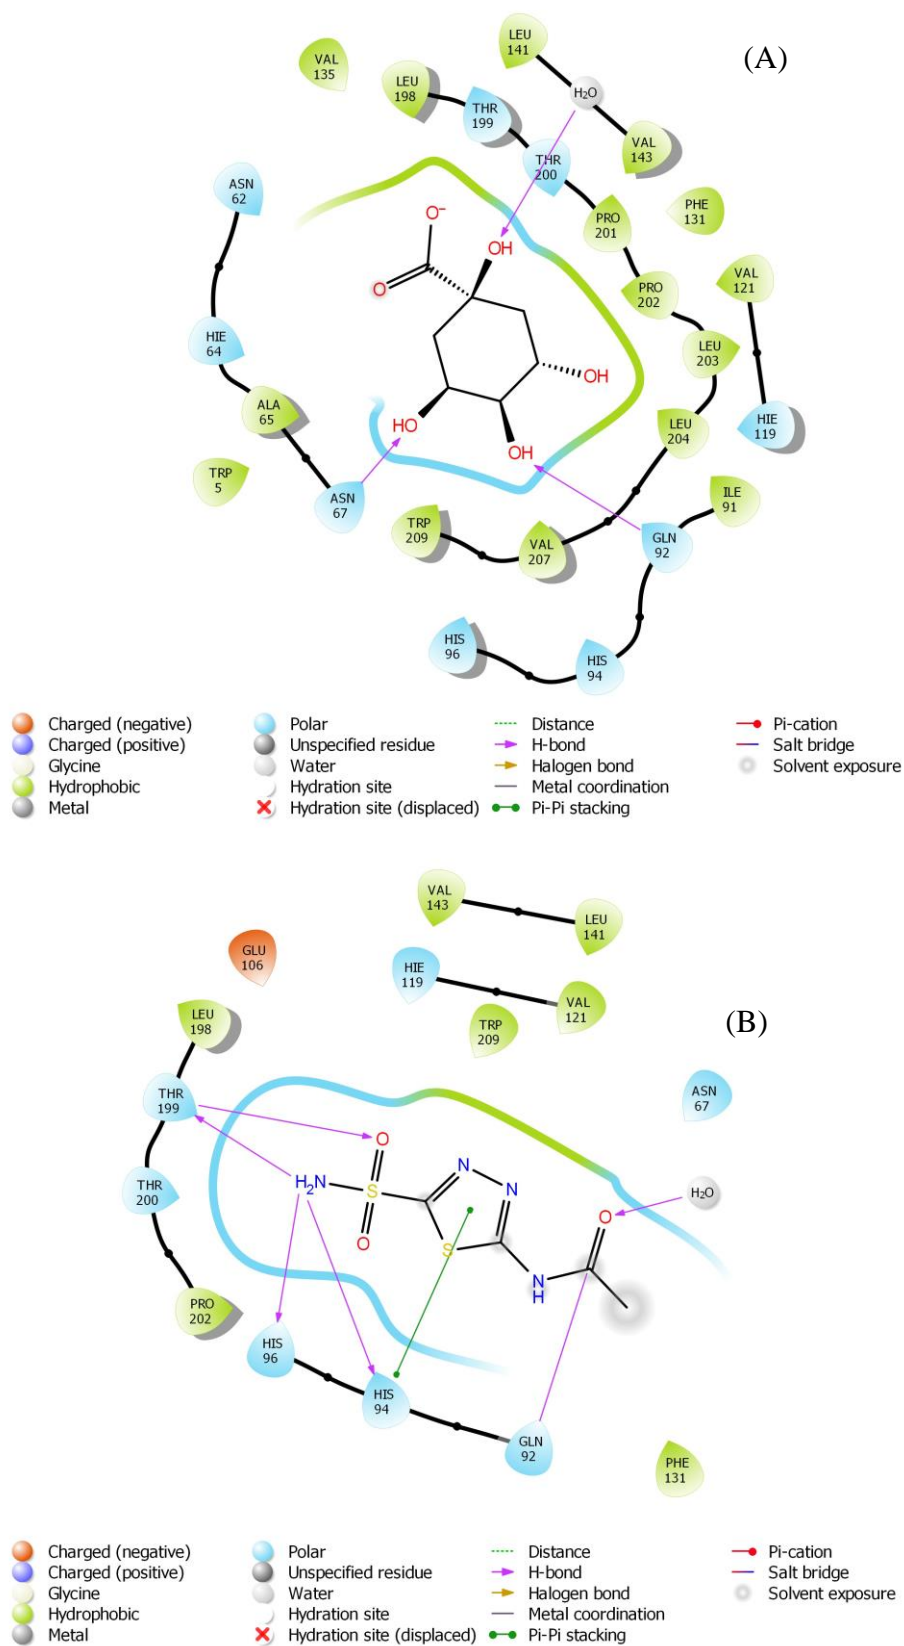 (A)
LEU
141
VAL
135
LEU
198
H₂O
THR
199
VAL
143
THR
200
ASN
62
PHE
131
PRO
201
O⁻
OH
VAL
121
O
PRO
202
HIE
64
LEU
203
OH
ALA
65
LEU
204
HIE
119
HO
OH
TRP
5
ASN
67
ILE
91
TRP
209
VAL
207
GLN
92
HIS
96
HIS
94
Charged (negative) Polar Distance Pi-cation
Charged (positive) Unspecified residue H-bond Salt bridge
Glycine Water Halogen bond Solvent exposure
Hydrophobic Hydration site Metal coordination
Metal Hydration site (displaced) Pi-Pi stacking
VAL
143
LEU
141
GLU
106
HIE
119
VAL
121
LEU
198
TRP
209
(B)
THR
199
ASN
67
O
N
H₂N
S
N
THR
200
H₂O
O
O
S
N
H
PRO
202
HIS
96
HIS
94
GLN
92
PHE
131
Charged (negative) Polar Distance Pi-cation
Charged (positive) Unspecified residue H-bond Salt bridge
Glycine Water Halogen bond Solvent exposure
Hydrophobic Hydration site Metal coordination
Metal Hydration site (displaced) Pi-Pi stacking